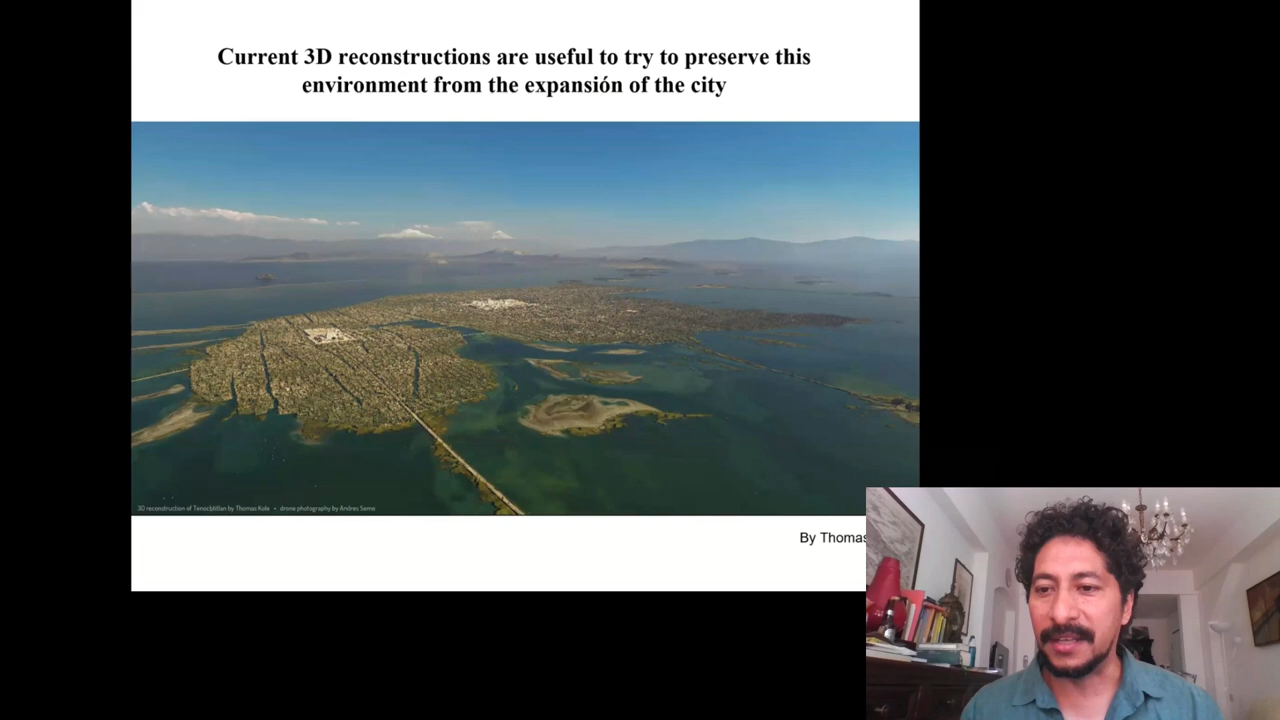 Current 3D reconstructions are useful to try to preserve this
environment from the expansión of the city
3D reconstruction of Tenochtitlan by Thomas Kole • drone photography by Andres Semo
By Thomas